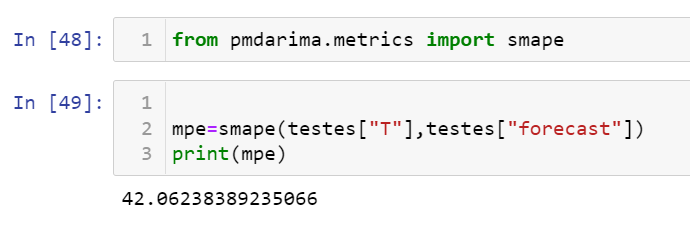 In [48]: 1 from pmdarima.metrics import smape
In [49]: 1
2 mpe=smape(testes["T"],testes["forecast"])
3 print(mpe)
42.06238389235066